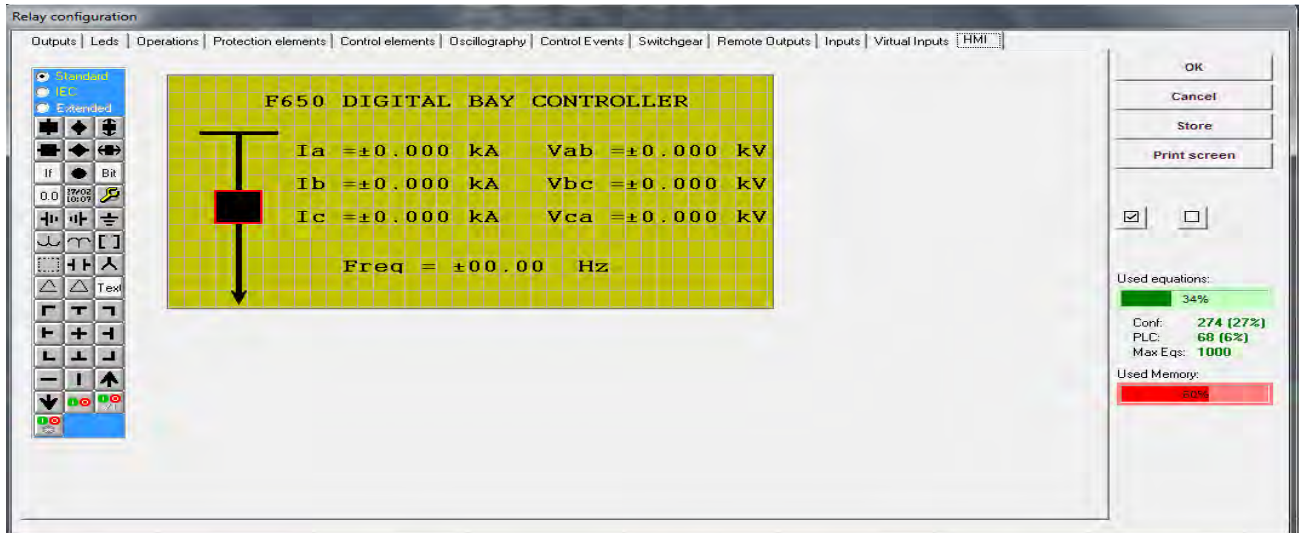 Relay configuration
Outputs Leds Operations Protection elements Control elements Oscillography Control Events Switchgear Remote Outputs Inputs Virtual Inputs HMI
Standard
IEC
Extended
If Bit
0.0 17/02 10:07
Text
F650 DIGITAL BAY CONTROLLER
Ia =±0.000 kA Vab =±0.000 kV
Ib =±0.000 kA Vbc =±0.000 kV
Ic =±0.000 kA Vca =±0.000 kV
Freq = ±00.00 Hz
OK
Cancel
Store
Print screen
Used equations:
34%
Conf: 274 (27%)
PLC: 68 (6%)
Max Eqs: 1000
Used Memory: